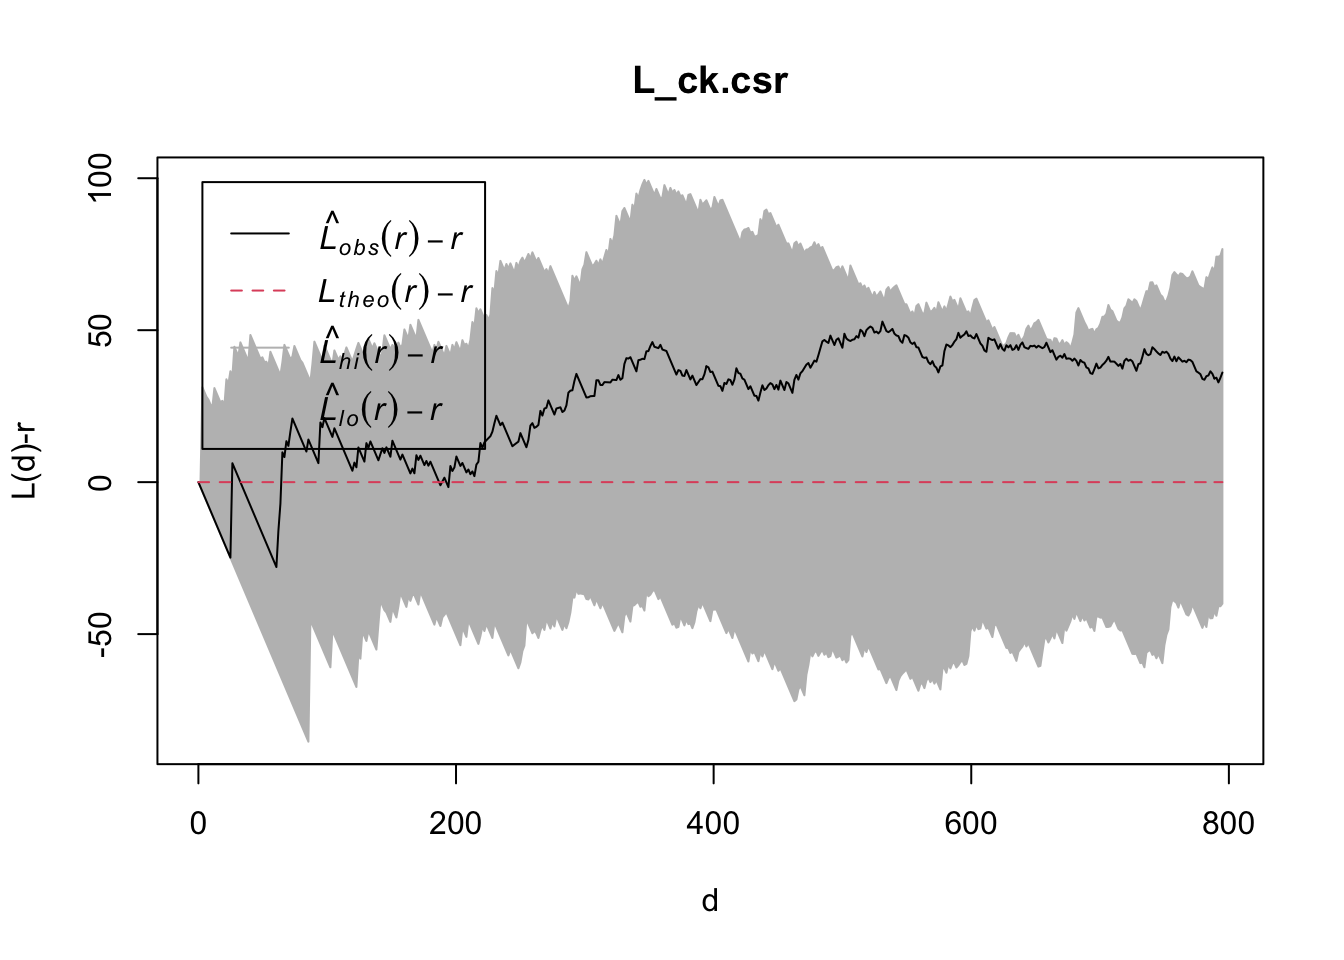 L_ck.csr
L(d)-r
100
50
0
-50
L̂obs(r) − r
Ltheo(r) − r
L̂hi(r) − r
L̂lo(r) − r
0 200 400 600 800
d